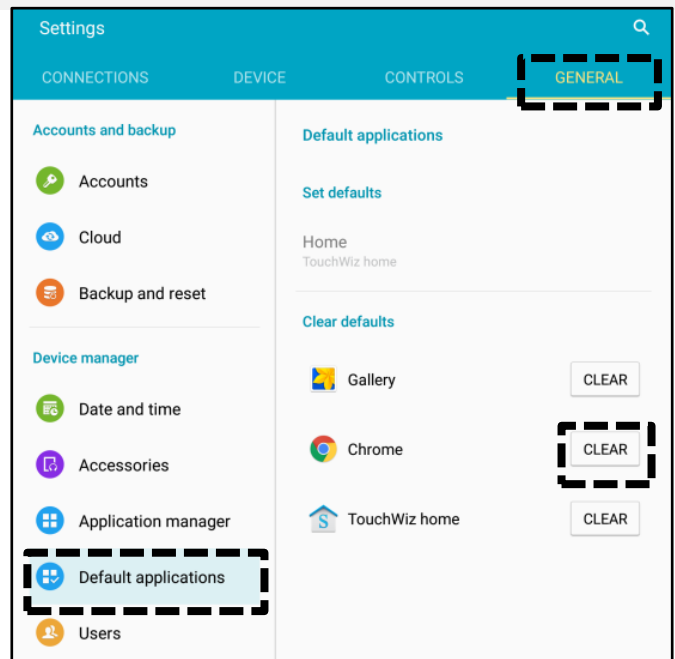 Settings
CONNECTIONS DEVICE CONTROLS GENERAL
Accounts and backup
Accounts
Cloud
Backup and reset
Device manager
Date and time
Accessories
Application manager
Default applications
Users
Default applications
Set defaults
Home
TouchWiz home
Clear defaults
Gallery CLEAR
Chrome CLEAR
S TouchWiz home CLEAR